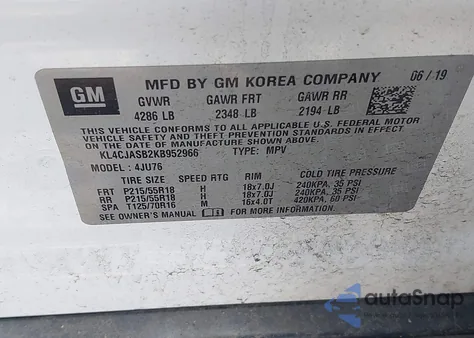 GM
MFD BY GM KOREA COMPANY 06/19
GVWR GAWR FRT GAWR RR
4286 LB 2348 LB 2194 LB
THIS VEHICLE CONFORMS TO ALL APPLICABLE U.S. FEDERAL MOTOR
VEHICLE SAFETY AND THEFT PREVENTION STANDARDS IN EFFECT ON
THE DATE OF MANUFACTURE SHOWN ABOVE.
KL4CJASB2KB952966 TYPE: MPV
MODEL: 4JU76
TIRE SIZE SPEED RTG RIM COLD TIRE PRESSURE
FRT P215/55R18 H 18x7.0J 240KPA, 35 PSI
RR P215/55R18 H 18x7.0J 240KPA, 35 PSI
SPA T125/70R16 M 16x4.0T 420KPA, 60 PSI
SEE OWNER'S MANUAL FOR MORE INFORMATION
autoSnap